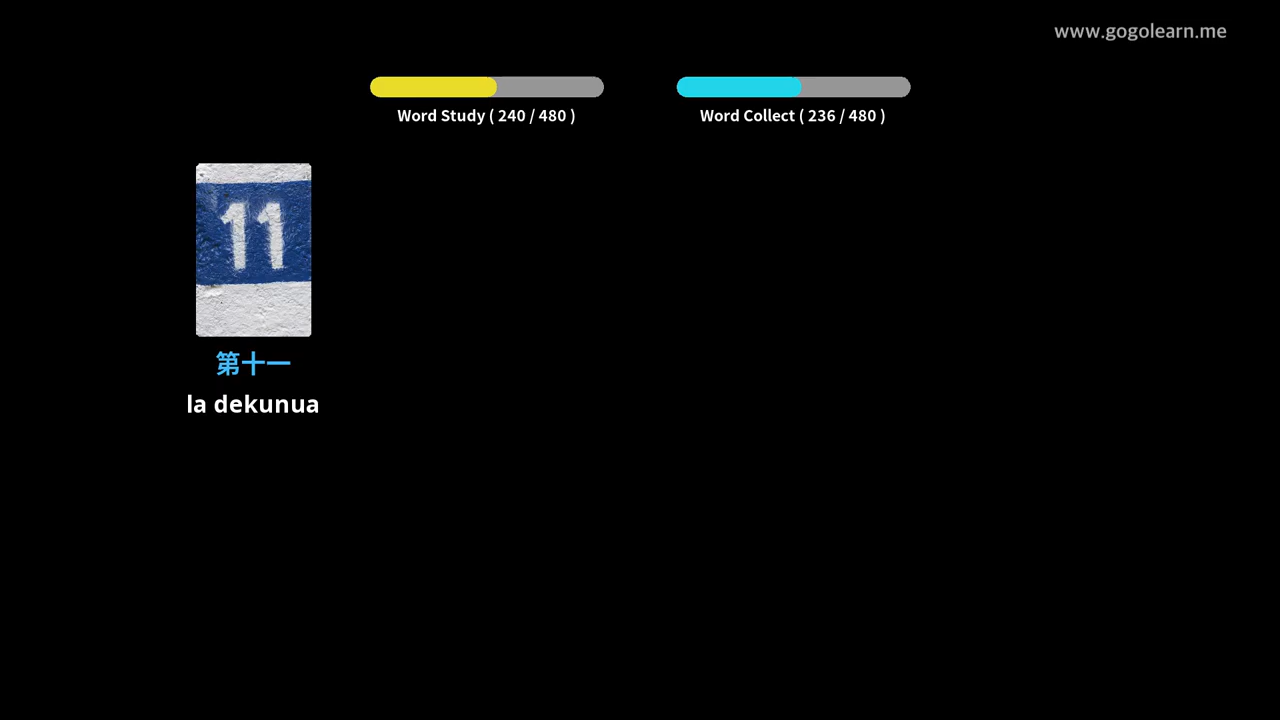 www.gogolearn.me
Word Study ( 240 / 480 )
Word Collect ( 236 / 480 )
11
第十一
la dekunua